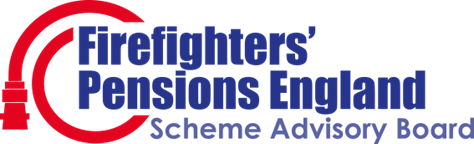 Firefighters’
Pensions England
Scheme Advisory Board